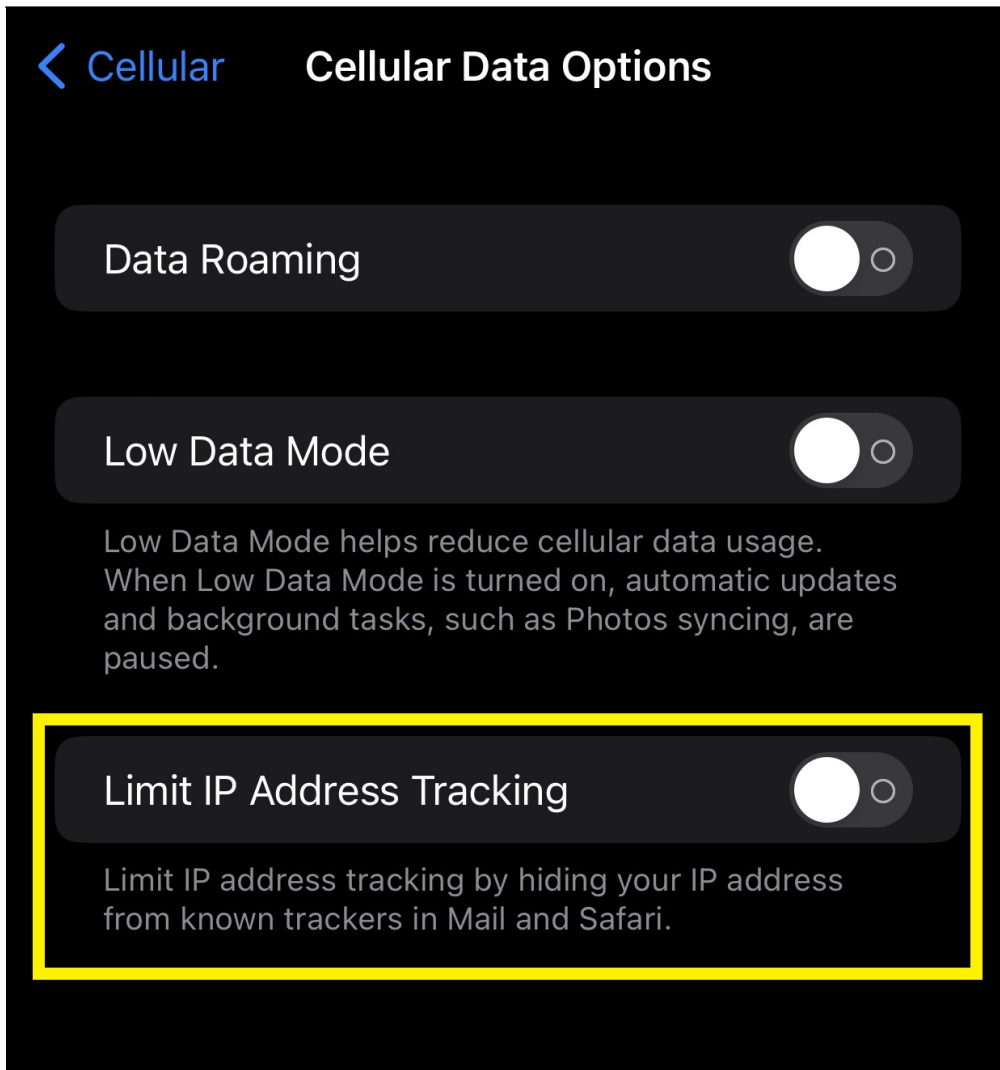 Cellular
Cellular Data Options
Data Roaming
Low Data Mode
Low Data Mode helps reduce cellular data usage.
When Low Data Mode is turned on, automatic updates
and background tasks, such as Photos syncing, are
paused.
Limit IP Address Tracking
Limit IP address tracking by hiding your IP address
from known trackers in Mail and Safari.